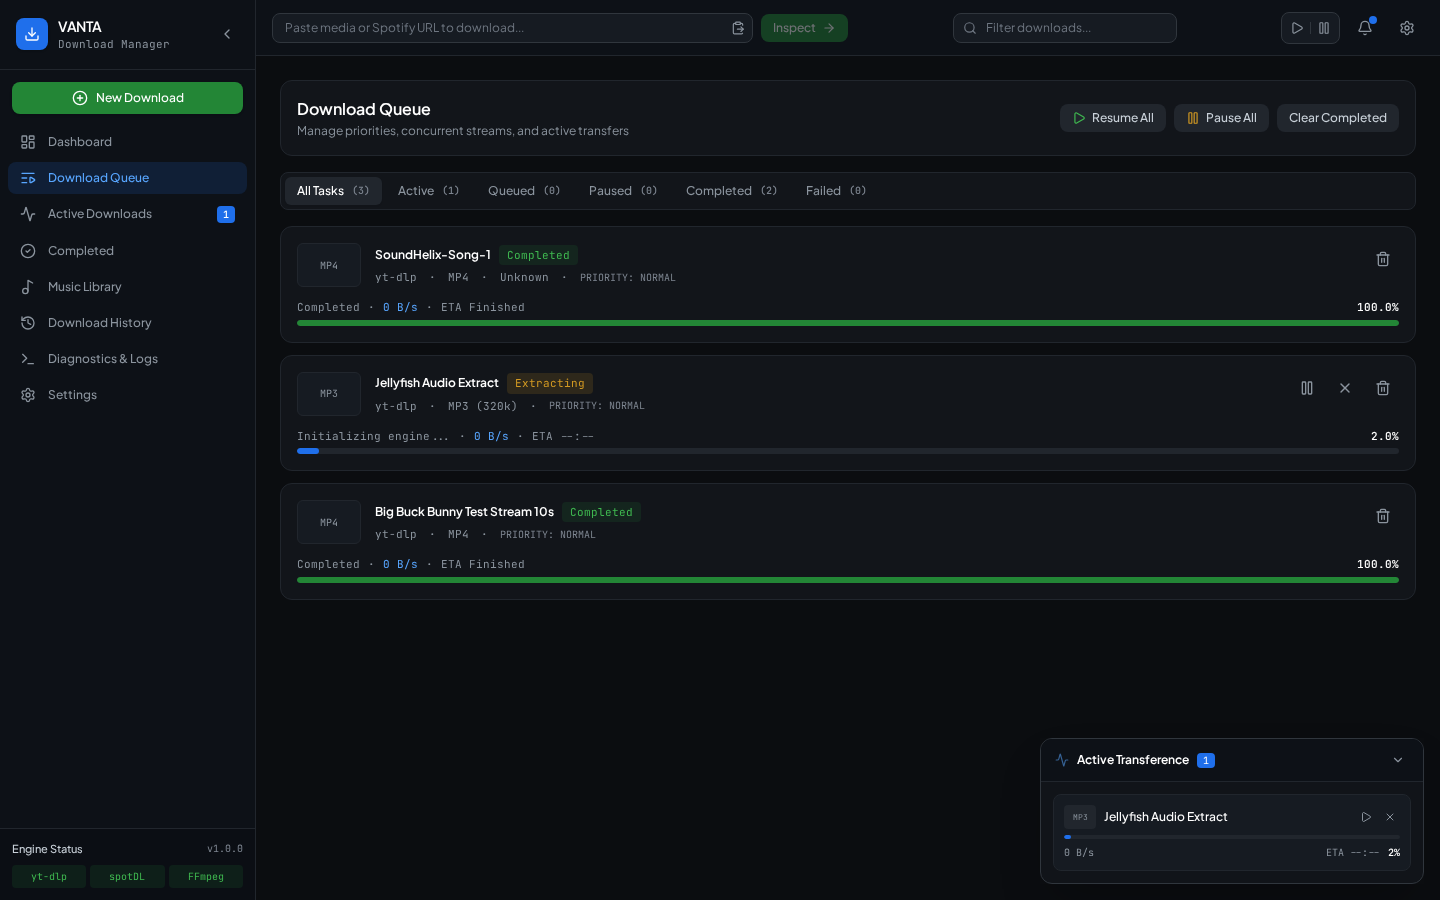 VANTA
Download Manager
Paste media or Spotify URL to download...
Inspect
Filter downloads...
New Download
Dashboard
Download Queue
Active Downloads 1
Completed
Music Library
Download History
Diagnostics & Logs
Settings
Engine Status v1.0.0
yt-dlp spotDL FFmpeg
Download Queue
Manage priorities, concurrent streams, and active transfers
Resume All Pause All Clear Completed
All Tasks (3) Active (1) Queued (0) Paused (0) Completed (2) Failed (0)
MP4
SoundHelix-Song-1 Completed
yt-dlp · MP4 · Unknown · PRIORITY: NORMAL
Completed · 0 B/s · ETA Finished 100.0%
MP3
Jellyfish Audio Extract Extracting
yt-dlp · MP3 (320k) · PRIORITY: NORMAL
Initializing engine... · 0 B/s · ETA --:-- 2.0%
MP4
Big Buck Bunny Test Stream 10s Completed
yt-dlp · MP4 · PRIORITY: NORMAL
Completed · 0 B/s · ETA Finished 100.0%
Active Transference 1
MP3 Jellyfish Audio Extract
0 B/s ETA --:-- 2%